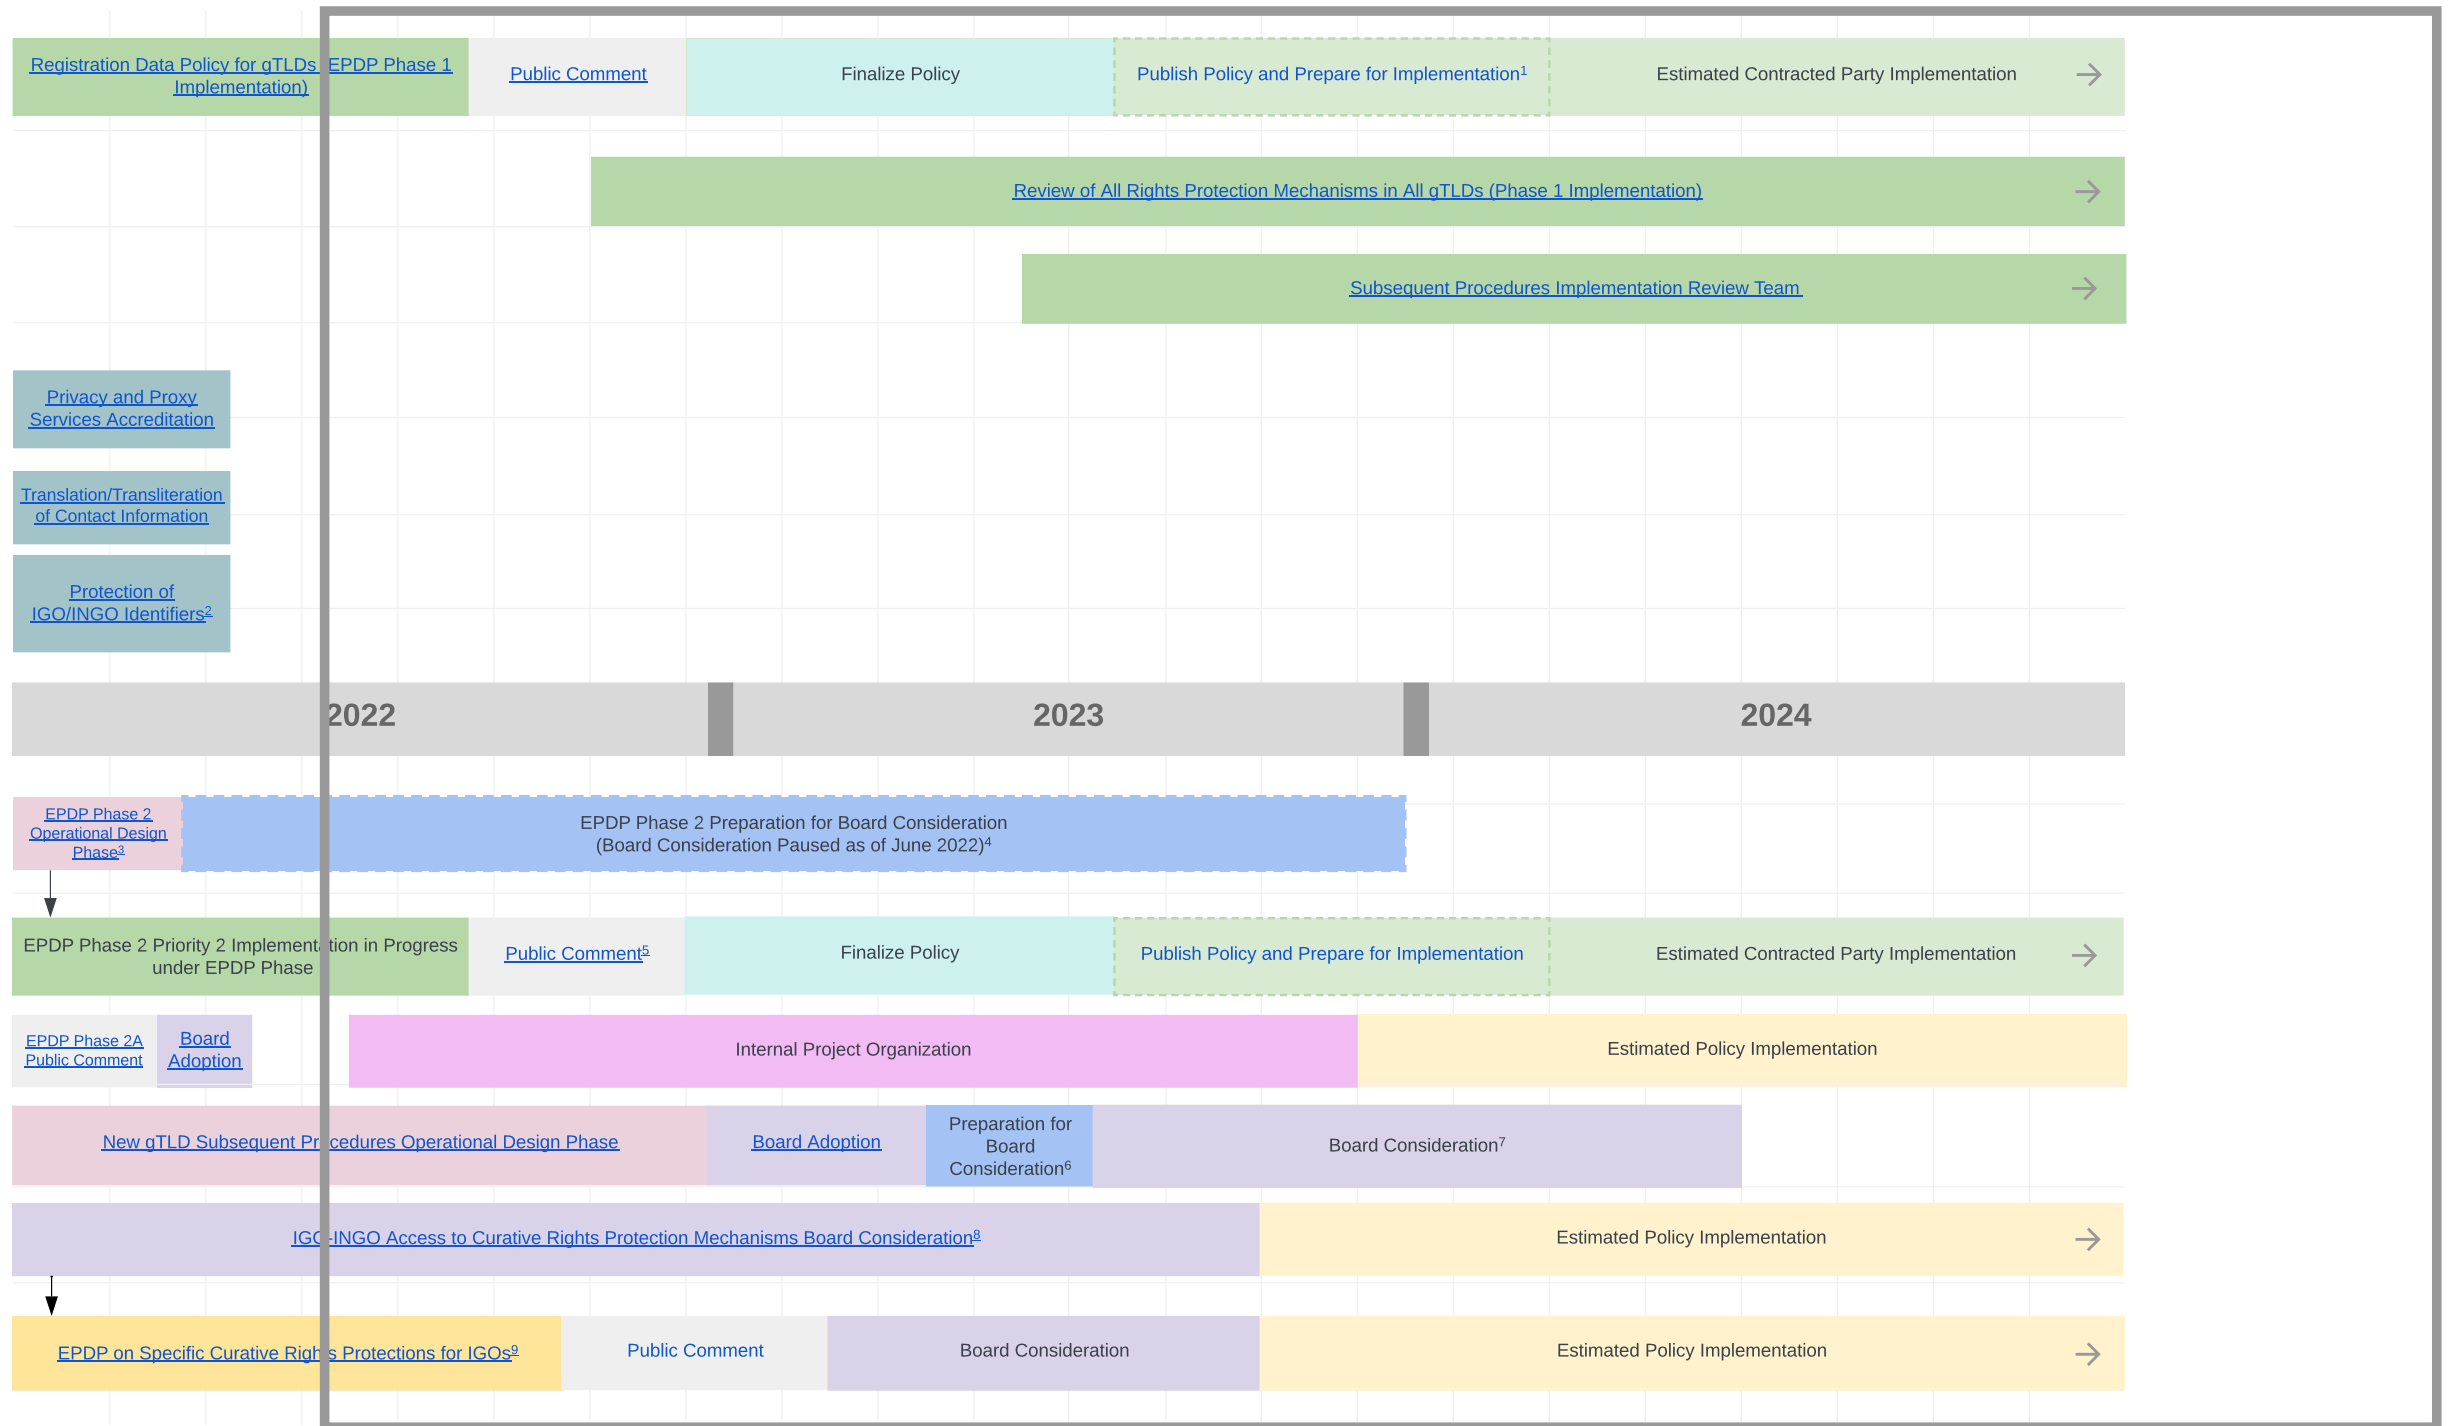 Registration Data Policy for gTLDs (EPDP Phase 1
Implementation)
Public Comment
Finalize Policy
Publish Policy and Prepare for Implementation1
Estimated Contracted Party Implementation
Review of All Rights Protection Mechanisms in All gTLDs (Phase 1 Implementation)
Subsequent Procedures Implementation Review Team
Privacy and Proxy
Services Accreditation
Translation/Transliteration
of Contact Information
Protection of
IGO/INGO Identifiers2
2022
2023
2024
EPDP Phase 2
Operational Design
Phase3
EPDP Phase 2 Preparation for Board Consideration
(Board Consideration Paused as of June 2022)4
EPDP Phase 2 Priority 2 Implementation in Progress
under EPDP Phase
Public Comment5
Finalize Policy
Publish Policy and Prepare for Implementation
Estimated Contracted Party Implementation
EPDP Phase 2A
Public Comment
Board
Adoption
Internal Project Organization
Estimated Policy Implementation
New gTLD Subsequent Procedures Operational Design Phase
Board Adoption
Preparation for
Board
Consideration6
Board Consideration7
IGO-INGO Access to Curative Rights Protection Mechanisms Board Consideration8
Estimated Policy Implementation
EPDP on Specific Curative Rights Protections for IGOs9
Public Comment
Board Consideration
Estimated Policy Implementation